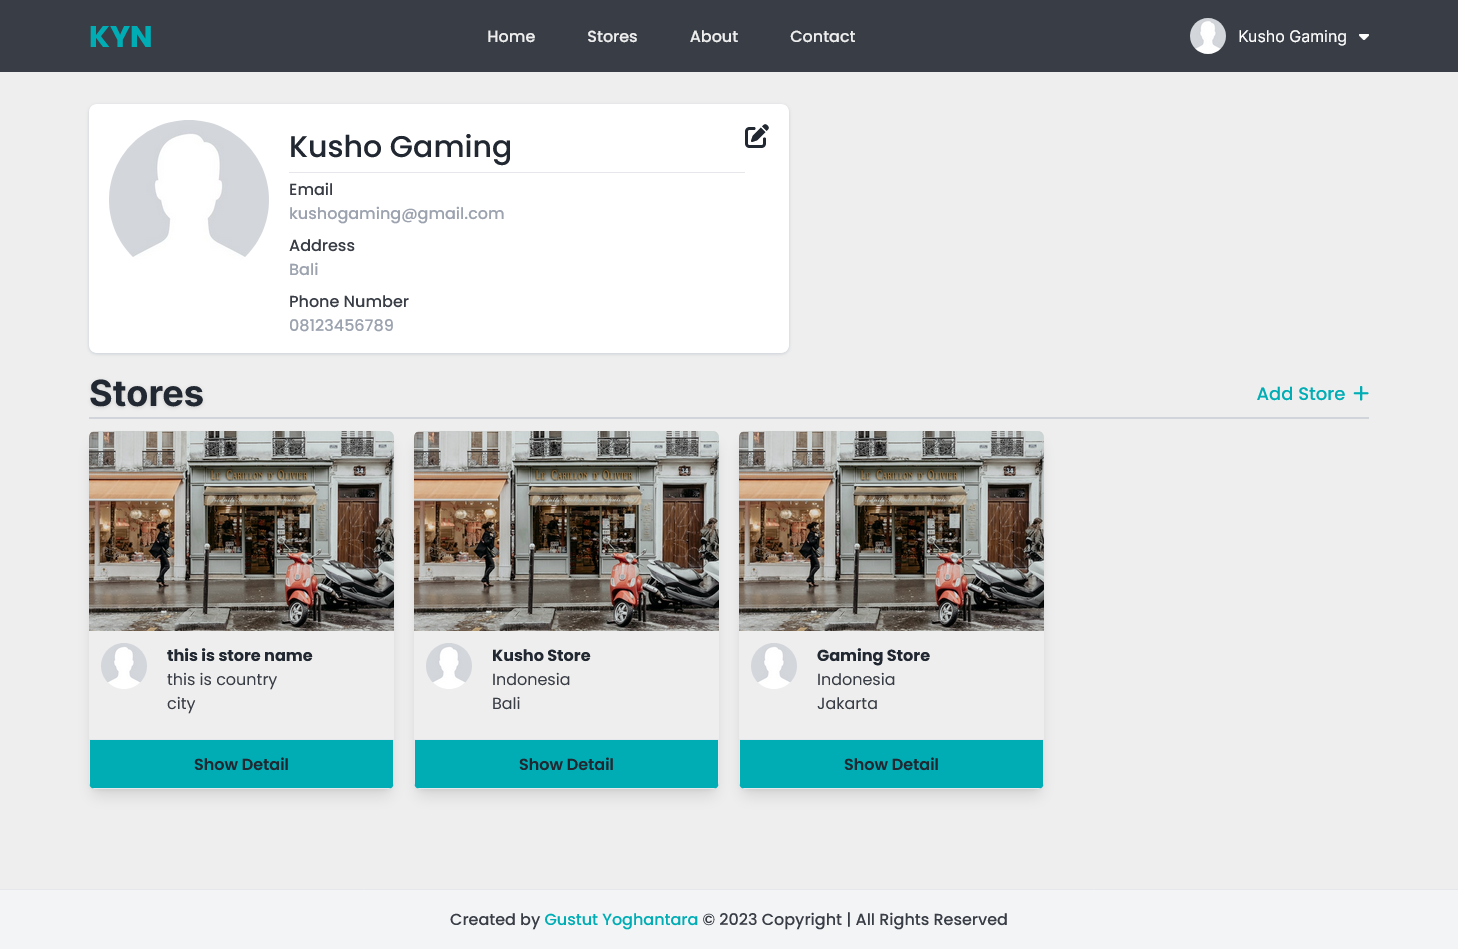 KYN
Home Stores About Contact
Kusho Gaming
Kusho Gaming
Email
kushogaming@gmail.com
Address
Bali
Phone Number
08123456789
Stores
Add Store
LE CARILLON D'OLIVIER
LE CARILLON D'OLIVIER
LE CARILLON D'OLIVIER
this is store name
this is country
city
Show Detail
Kusho Store
Indonesia
Bali
Show Detail
Gaming Store
Indonesia
Jakarta
Show Detail
Created by Gustut Yoghantara © 2023 Copyright | All Rights Reserved